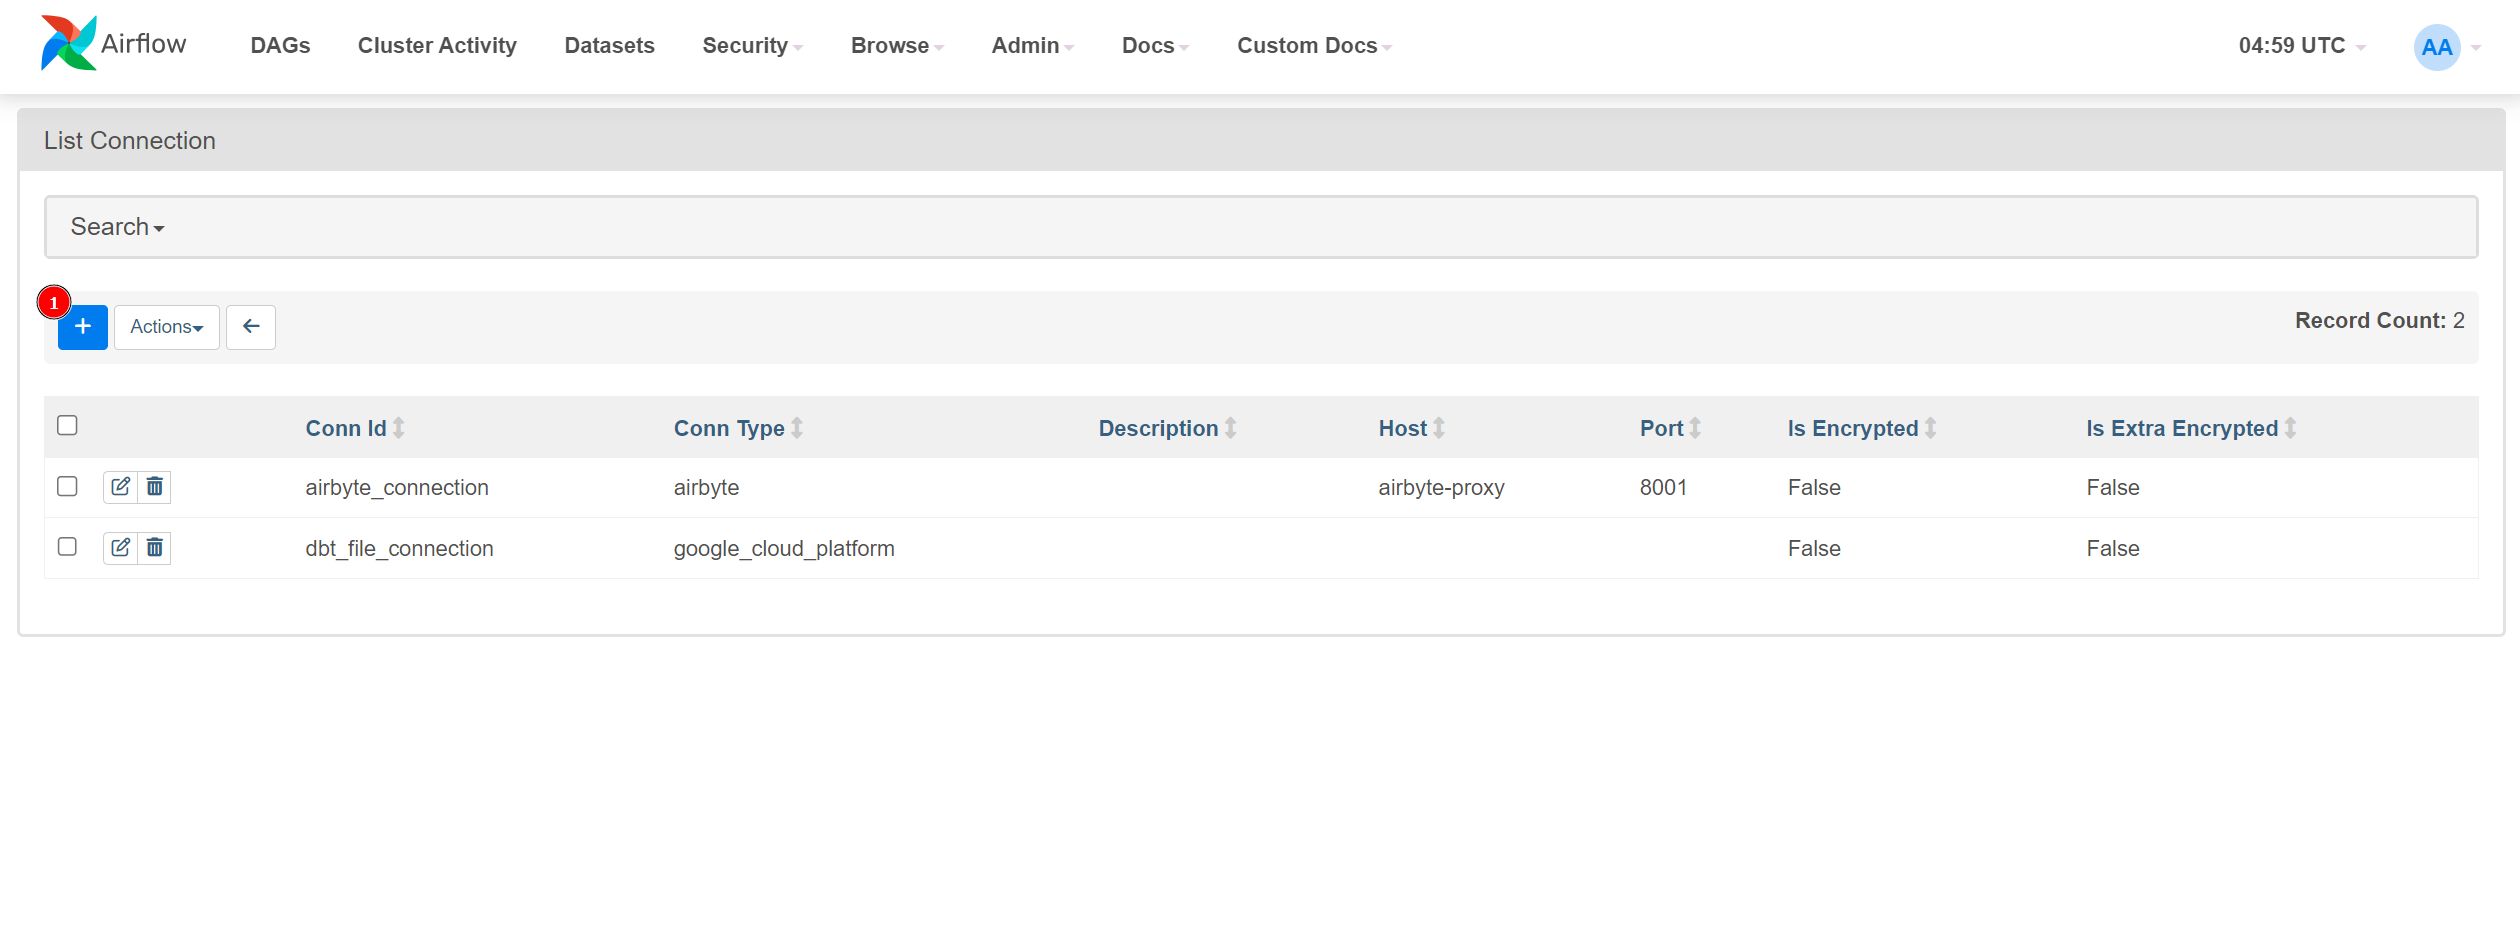 Airflow DAGs Cluster Activity Datasets Security Browse Admin Docs Custom Docs 04:59 UTC AA
List Connection
Search
1
+ Actions Record Count: 2
Conn Id Conn Type Description Host Port Is Encrypted Is Extra Encrypted
airbyte_connection airbyte airbyte-proxy 8001 False False
dbt_file_connection google_cloud_platform False False